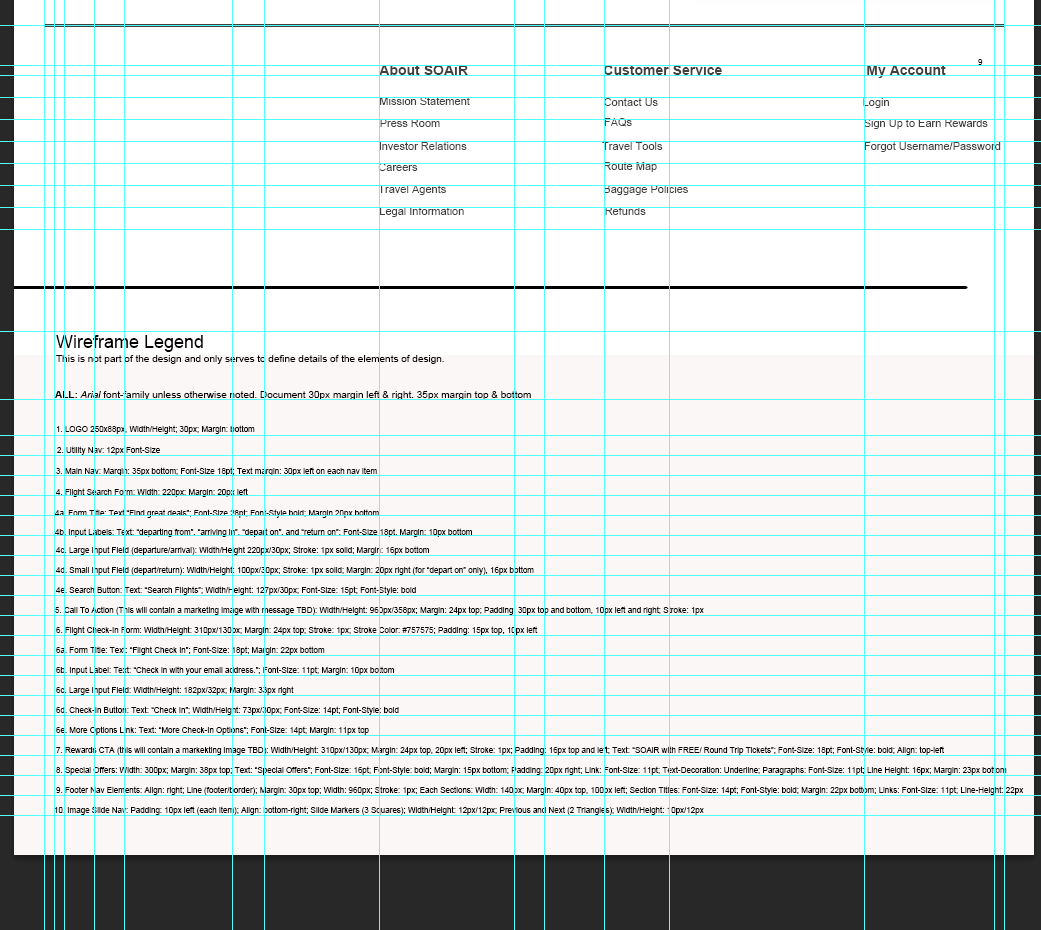 9
About SOAiR Customer Service My Account
Mission Statement Contact Us Login
Press Room FAQs Sign Up to Earn Rewards
Investor Relations Travel Tools Forgot Username/Password
Careers Route Map
Travel Agents Baggage Policies
Legal Information Refunds
Wireframe Legend
This is not part of the design and only serves to define details of the elements of design.
ALL: Arial font-family unless otherwise noted. Document 30px margin left & right. 35px margin top & bottom
1. LOGO 250x88px, Width/Height; 30px; Margin: bottom
2. Utility Nav: 12px Font-Size
3. Main Nav: Margin: 35px bottom; Font-Size 18pt; Text margin: 30px left on each nav item
4. Flight Search Form: Width: 220px: Margin: 20px left
4a. Form Title: Text "Find great deals"; Font-Size 28pt; Font-Style bold; Margin 20px bottom
4b. Input Labels: Text: "departing from", "arriving in", "depart on", and "return on"; Font-Size 18pt, Margin: 10px bottom
4c. Large Input Field (departure/arrival): Width/Height 220px/30px; Stroke: 1px solid; Margin: 16px bottom
4d. Small Input Field (depart/return): Width/Height: 100px/30px; Stroke: 1px solid; Margin: 20px right (for "depart on" only), 16px bottom
4e. Search Button: Text: "Search Flights"; Width/Height: 127px/30px; Font-Size: 15pt; Font-Style: bold
5. Call To Action (This will contain a marketing image with message TBD): Width/Height: 960px/358px; Margin: 24px top; Padding: 30px top and bottom, 10px left and right; Stroke: 1px
6. Flight Check-In Form: Width/Height: 310px/130px; Margin: 24px top; Stroke: 1px; Stroke Color: #757575; Padding: 15px top, 10px left
6a. Form Title: Text: "Flight Check In"; Font-Size: 18pt; Margin: 22px bottom
6b. Input Label: Text: "Check in with your email address."; Font-Size: 11pt; Margin: 10px bottom
6c. Large Input Field: Width/Height: 182px/32px; Margin: 33px right
6d. Check-In Button: Text: "Check In"; Width/Height: 73px/30px; Font-Size: 14pt; Font-Style: bold
6e. More Options Link: Text: "More Check-In Options"; Font-Size: 14pt; Margin: 11px top
7. Rewards CTA (this will contain a markekting image TBD): Width/Height: 310px/130px; Margin: 24px top, 20px left; Stroke: 1px; Padding: 16px top and left; Text: "SOAiR with FREE/ Round Trip Tickets"; Font-Size: 18pt; Font-Style: bold; Align: top-left
8. Special Offers: Width: 300px; Margin: 38px top; Text: "Special Offers"; Font-Size: 16pt; Font-Style: bold; Margin: 15px bottom; Padding: 20px right; Link: Font-Size: 11pt; Text-Decoration: Underline; Paragraphs: Font-Size: 11pt; Line Height: 16px; Margin: 23px bottom
9. Footer Nav Elements: Align: right; Line (footer/border); Margin: 30px top; Width: 960px; Stroke: 1px; Each Sections: Width: 140px; Margin: 40px top, 100px left; Section Titles: Font-Size: 14pt; Font-Style: bold; Margin: 22px bottom; Links: Font-Size: 11pt; Line-Height: 22px
10. Image Slide Nav: Padding: 10px left (each item); Align: bottom-right; Slide Markers (3 Squares); Width/Height: 12px/12px; Previous and Next (2 Triangles); Width/Height: 10px/12px